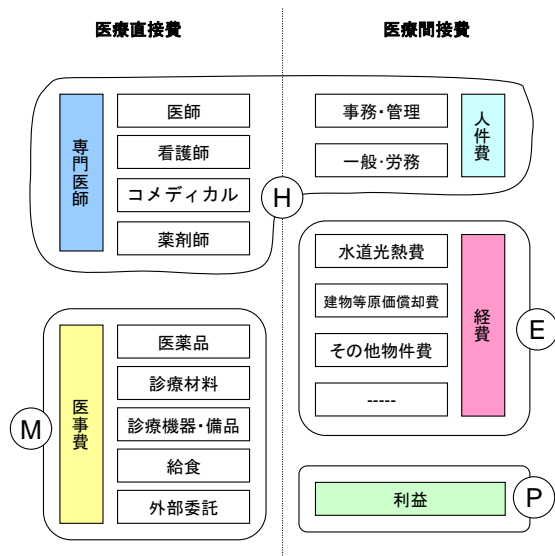 医療直接費
医療間接費
専門医師
医師
看護師
コメディカル
薬剤師
事務・管理
一般・労務
人件費
H
水道光熱費
建物等原価償却費
その他物件費
-----
経費
E
医事費
医薬品
診療材料
診療機器・備品
給食
外部委託
M
利益
P